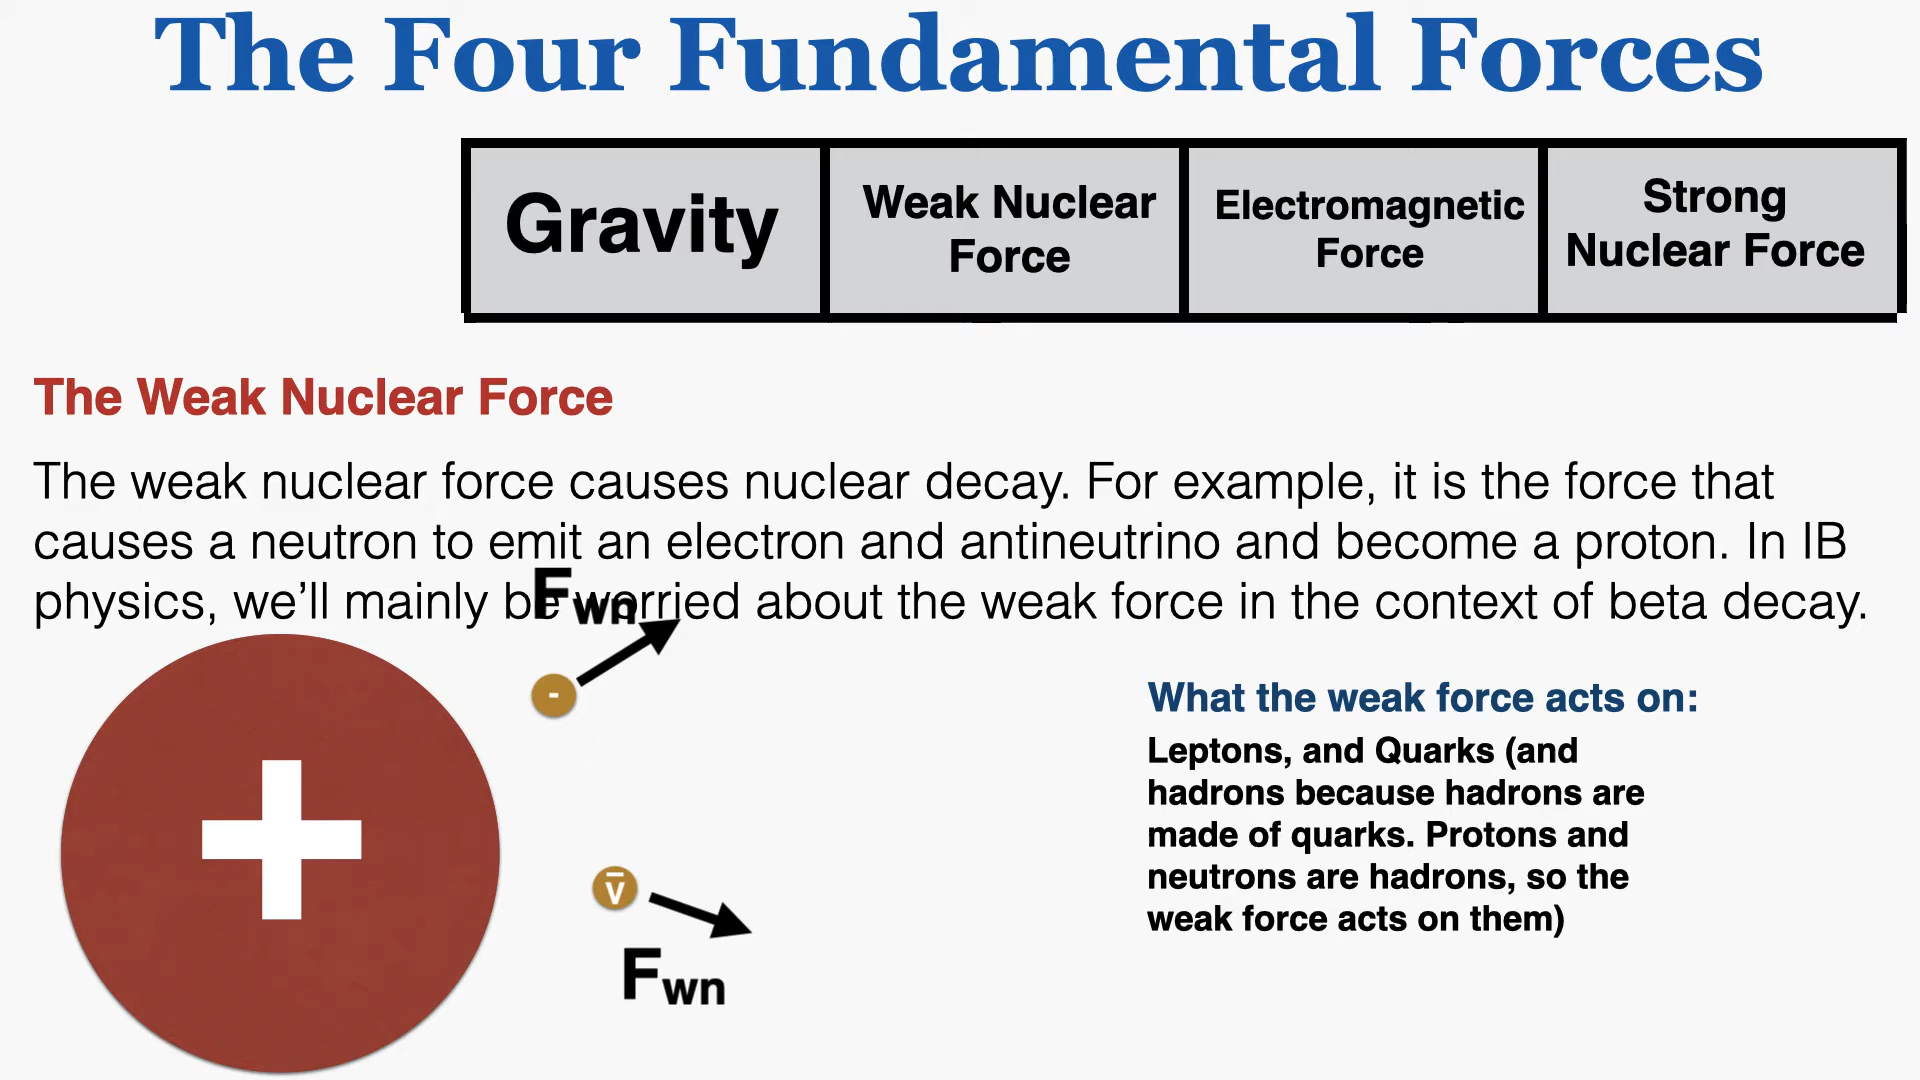 The Four Fundamental Forces
Gravity
Weak Nuclear
Force
Electromagnetic
Force
Strong
Nuclear Force
The Weak Nuclear Force
The weak nuclear force causes nuclear decay. For example, it is the force that
causes a neutron to emit an electron and antineutrino and become a proton. In IB
physics, we’ll mainly be worried about the weak force in the context of beta decay.
Fwn
-
+
v̅
Fwn
What the weak force acts on:
Leptons, and Quarks (and
hadrons because hadrons are
made of quarks. Protons and
neutrons are hadrons, so the
weak force acts on them)